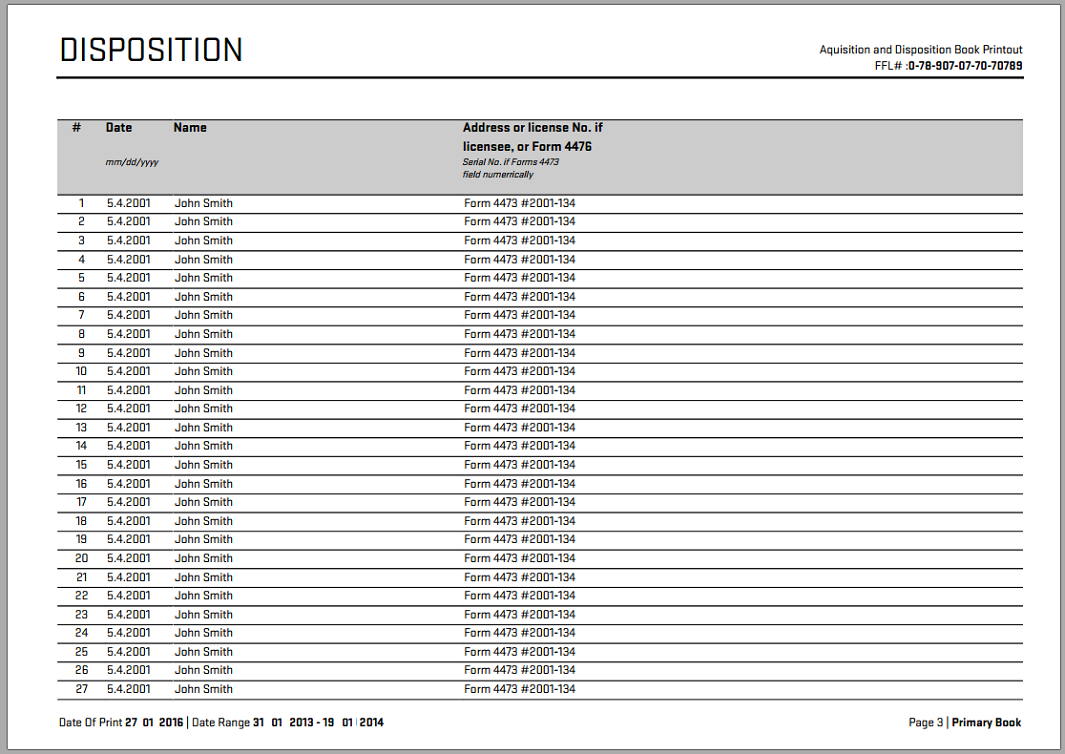 DISPOSITION
Aquisition and Disposition Book Printout
FFL# :0-78-907-07-70-70789
# Date Name Address or license No. if
licensee, or Form 4476
mm/dd/yyyy Serial No. if Forms 4473
field numerically
1 5.4.2001 John Smith Form 4473 #2001-134
2 5.4.2001 John Smith Form 4473 #2001-134
3 5.4.2001 John Smith Form 4473 #2001-134
4 5.4.2001 John Smith Form 4473 #2001-134
5 5.4.2001 John Smith Form 4473 #2001-134
6 5.4.2001 John Smith Form 4473 #2001-134
7 5.4.2001 John Smith Form 4473 #2001-134
8 5.4.2001 John Smith Form 4473 #2001-134
9 5.4.2001 John Smith Form 4473 #2001-134
10 5.4.2001 John Smith Form 4473 #2001-134
11 5.4.2001 John Smith Form 4473 #2001-134
12 5.4.2001 John Smith Form 4473 #2001-134
13 5.4.2001 John Smith Form 4473 #2001-134
14 5.4.2001 John Smith Form 4473 #2001-134
15 5.4.2001 John Smith Form 4473 #2001-134
16 5.4.2001 John Smith Form 4473 #2001-134
17 5.4.2001 John Smith Form 4473 #2001-134
18 5.4.2001 John Smith Form 4473 #2001-134
19 5.4.2001 John Smith Form 4473 #2001-134
20 5.4.2001 John Smith Form 4473 #2001-134
21 5.4.2001 John Smith Form 4473 #2001-134
22 5.4.2001 John Smith Form 4473 #2001-134
23 5.4.2001 John Smith Form 4473 #2001-134
24 5.4.2001 John Smith Form 4473 #2001-134
25 5.4.2001 John Smith Form 4473 #2001-134
26 5.4.2001 John Smith Form 4473 #2001-134
27 5.4.2001 John Smith Form 4473 #2001-134
Date Of Print 27 01 2016 | Date Range 31 01 2013 - 19 01 2014 Page 3 | Primary Book